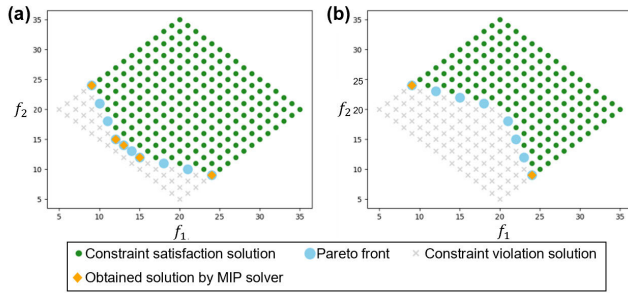 (a)
35
30
25
f2 20
15
10
5
5 10 15 20 25 30 35
f1
(b)
35
30
25
f2 20
15
10
5
5 10 15 20 25 30 35
f1
Constraint satisfaction solution Pareto front Constraint violation solution
Obtained solution by MIP solver